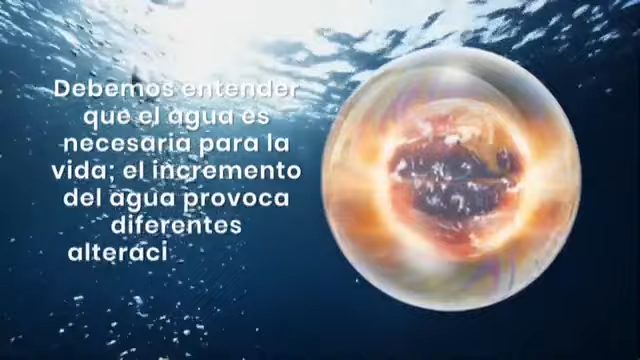 Debemos entender
que el agua es
necesaria para la
vida; el incremento
del agua provoca
diferentes
alteraci